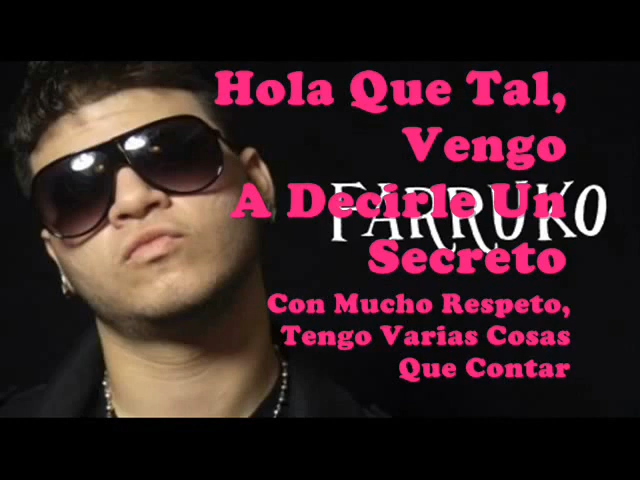 Hola Que Tal,
Vengo
A Decirle Un
FARRUKO
Secreto
Con Mucho Respeto,
Tengo Varias Cosas
Que Contar